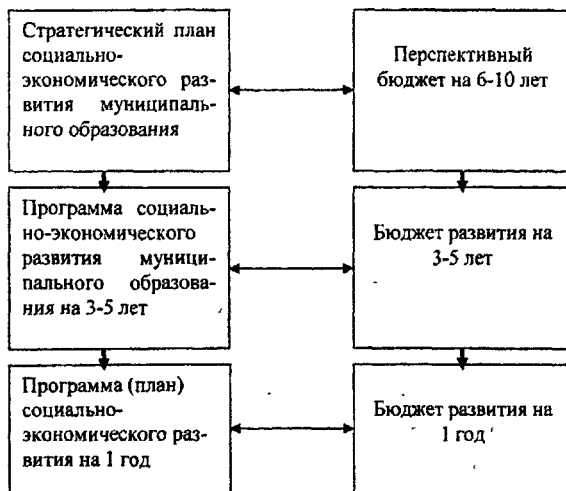 Стратегический план
социально-
экономического раз-
вития муниципаль-
ного образования
Перспективный
бюджет на 6-10 лет
Программа социаль-
но-экономического
развития муници-
пального образова-
ния на 3-5 лет
Бюджет развития на
3-5 лет
Программа (план)
социально-
экономического раз-
вития на 1 год
Бюджет развития на
1 год